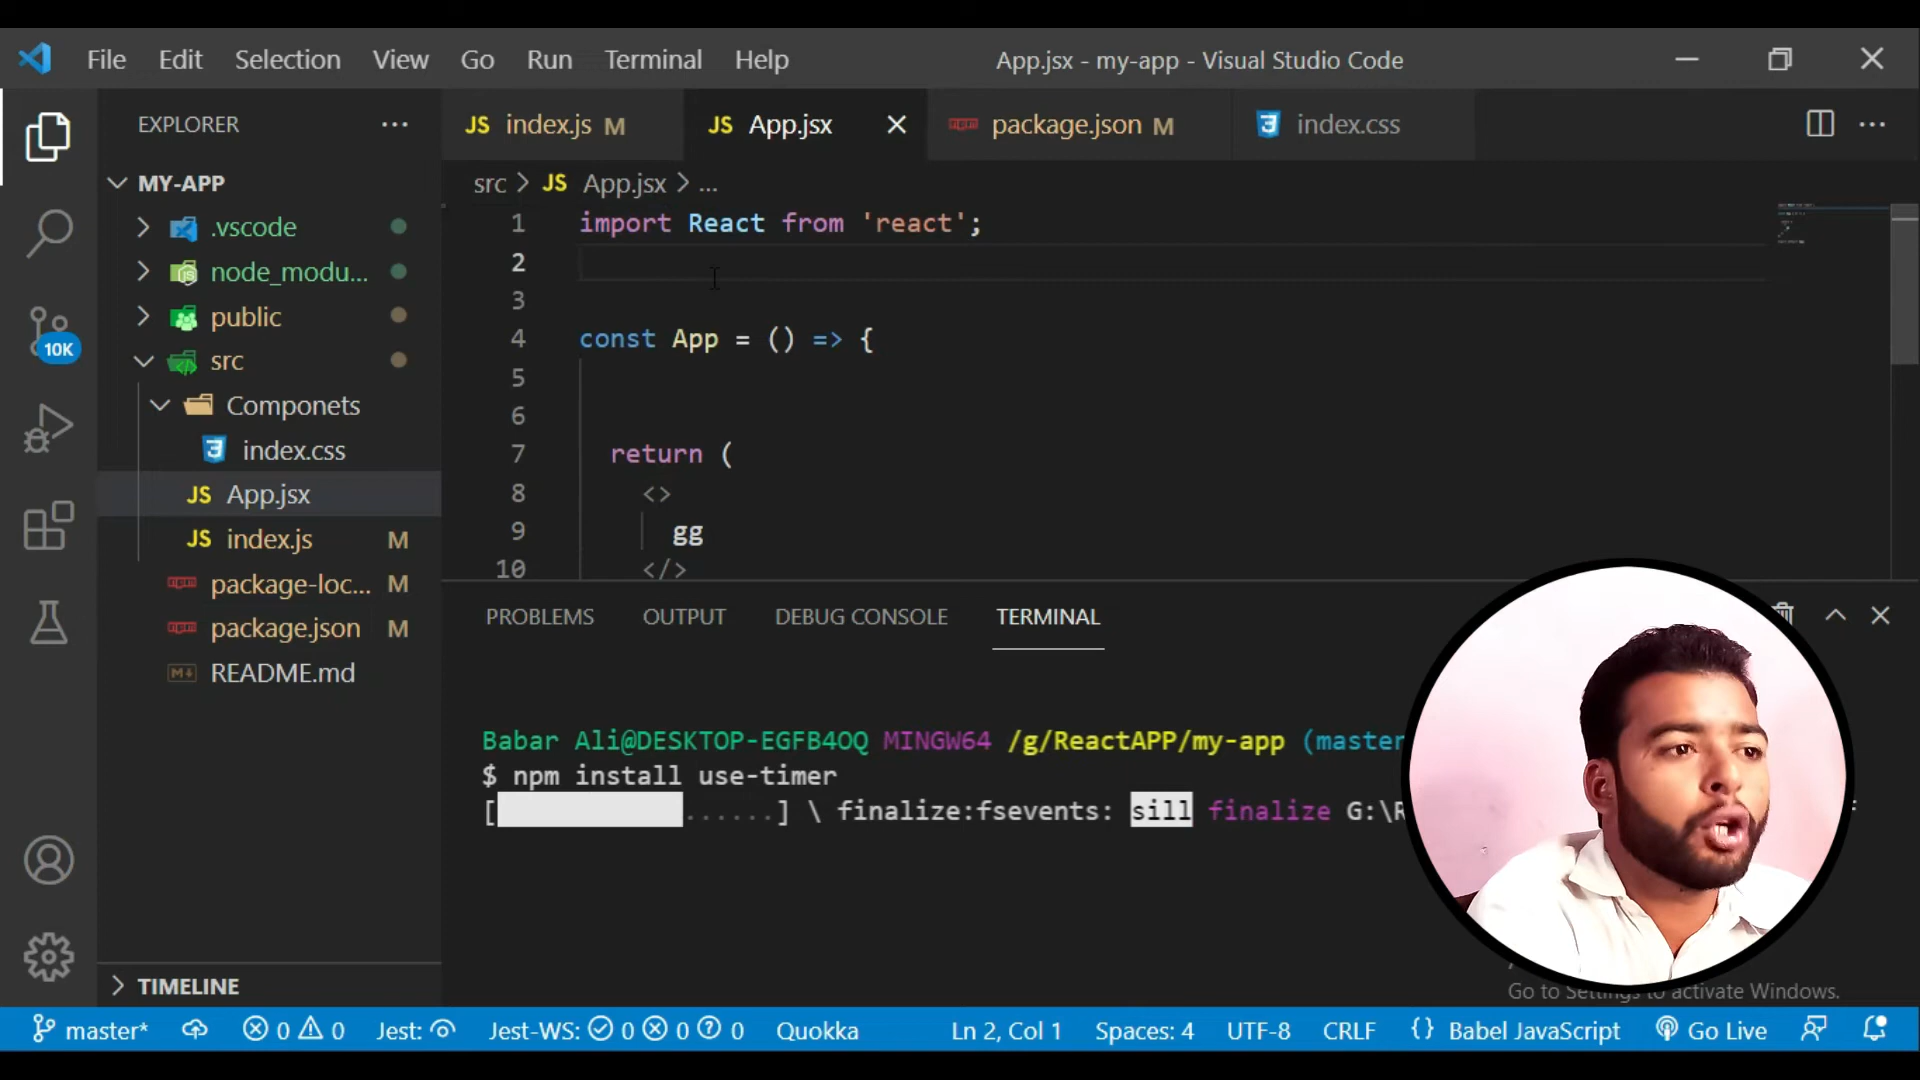 File Edit Selection View Go Run Terminal Help
App.jsx - my-app - Visual Studio Code
EXPLORER
JS index.js M
JS App.jsx
package.json M
index.css
MY-APP
.vscode
node_modu...
public
src
Componets
index.css
JS App.jsx
JS index.js M
package-loc... M
package.json M
README.md
TIMELINE
10K
src > JS App.jsx > ...
1 import React from 'react';
2
3
4 const App = () => {
5
6
7 return (
8 <>
9 gg
10 </>
PROBLEMS OUTPUT DEBUG CONSOLE TERMINAL
Babar Ali@DESKTOP-EGFB4OQ MINGW64 /g/ReactAPP/my-app (master
$ npm install use-timer
[ ......] \ finalize:fsevents: sill finalize G:\R
Go to Settings to activate Windows.
master* 0 0 Jest: Jest-WS: 0 0 0 Quokka Ln 2, Col 1 Spaces: 4 UTF-8 CRLF {} Babel JavaScript Go Live